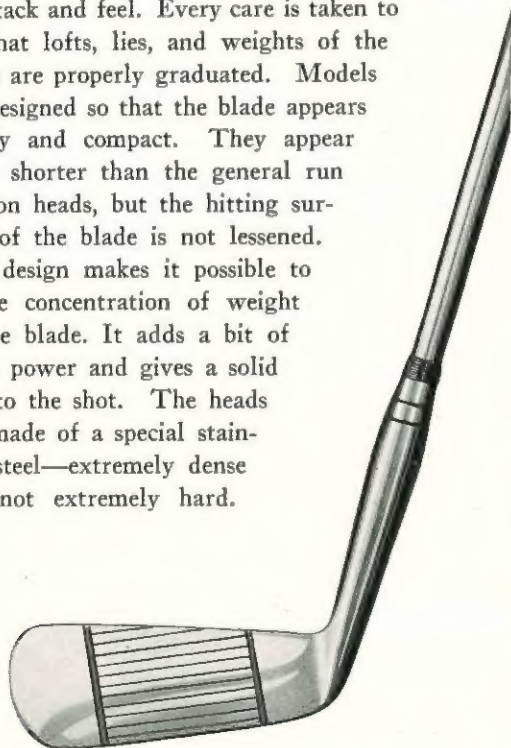 tack and feel. Every care is taken to
hat lofts, lies, and weights of the
are properly graduated. Models
esigned so that the blade appears
y and compact. They appear
shorter than the general run
on heads, but the hitting sur-
of the blade is not lessened.
design makes it possible to
e concentration of weight
e blade. It adds a bit of
power and gives a solid
to the shot. The heads
nade of a special stain-
steel—extremely dense
not extremely hard.